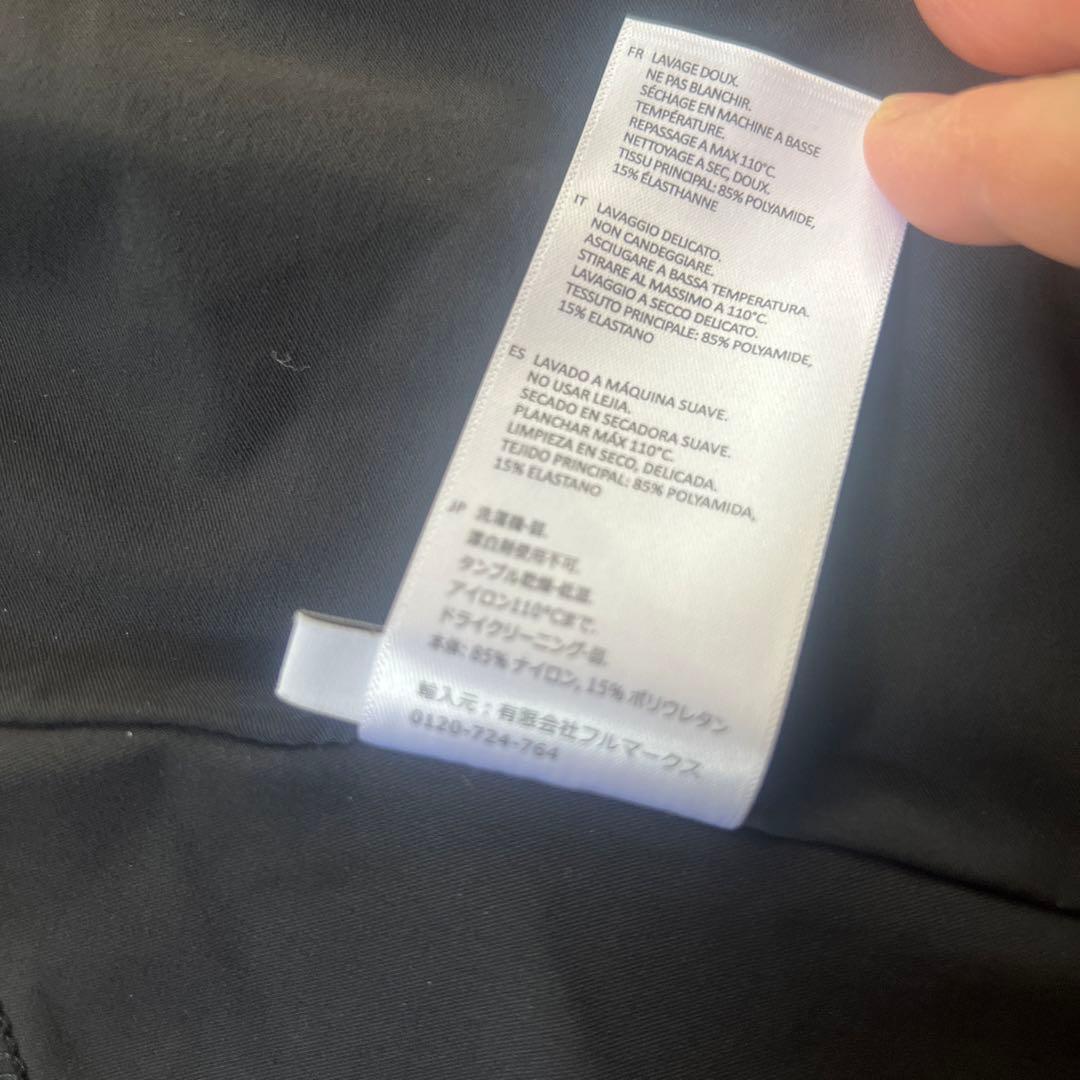 FR LAVAGE DOUX.
NE PAS BLANCHIR.
SÉCHAGE EN MACHINE A BASSE
TEMPÉRATURE.
REPASSAGE A MAX 110°C.
NETTOYAGE A SEC, DOUX.
TISSU PRINCIPAL: 85% POLYAMIDE,
15% ÉLASTHANNE
IT LAVAGGIO DELICATO.
NON CANDEGGIARE.
ASCIUGARE A BASSA TEMPERATURA.
STIRARE AL MASSIMO A 110°C.
LAVAGGIO A SECCO DELICATO.
TESSUTO PRINCIPALE: 85% POLYAMIDE,
15% ELASTANO
ES LAVADO A MÁQUINA SUAVE.
NO USAR LEJIA.
SECADO EN SECADORA SUAVE.
PLANCHAR MÁX 110°C.
LIMPIEZA EN SECO, DELICADA.
TEJIDO PRINCIPAL: 85% POLYAMIDA,
15% ELASTANO
JP 洗濯機-弱.
漂白剤使用不可.
タンブル乾燥-低温.
アイロン110°Cまで.
ドライクリーニング-弱.
本体: 85% ナイロン, 15% ポリウレタン
輸入元：有限会社フルマークス
0120-724-764